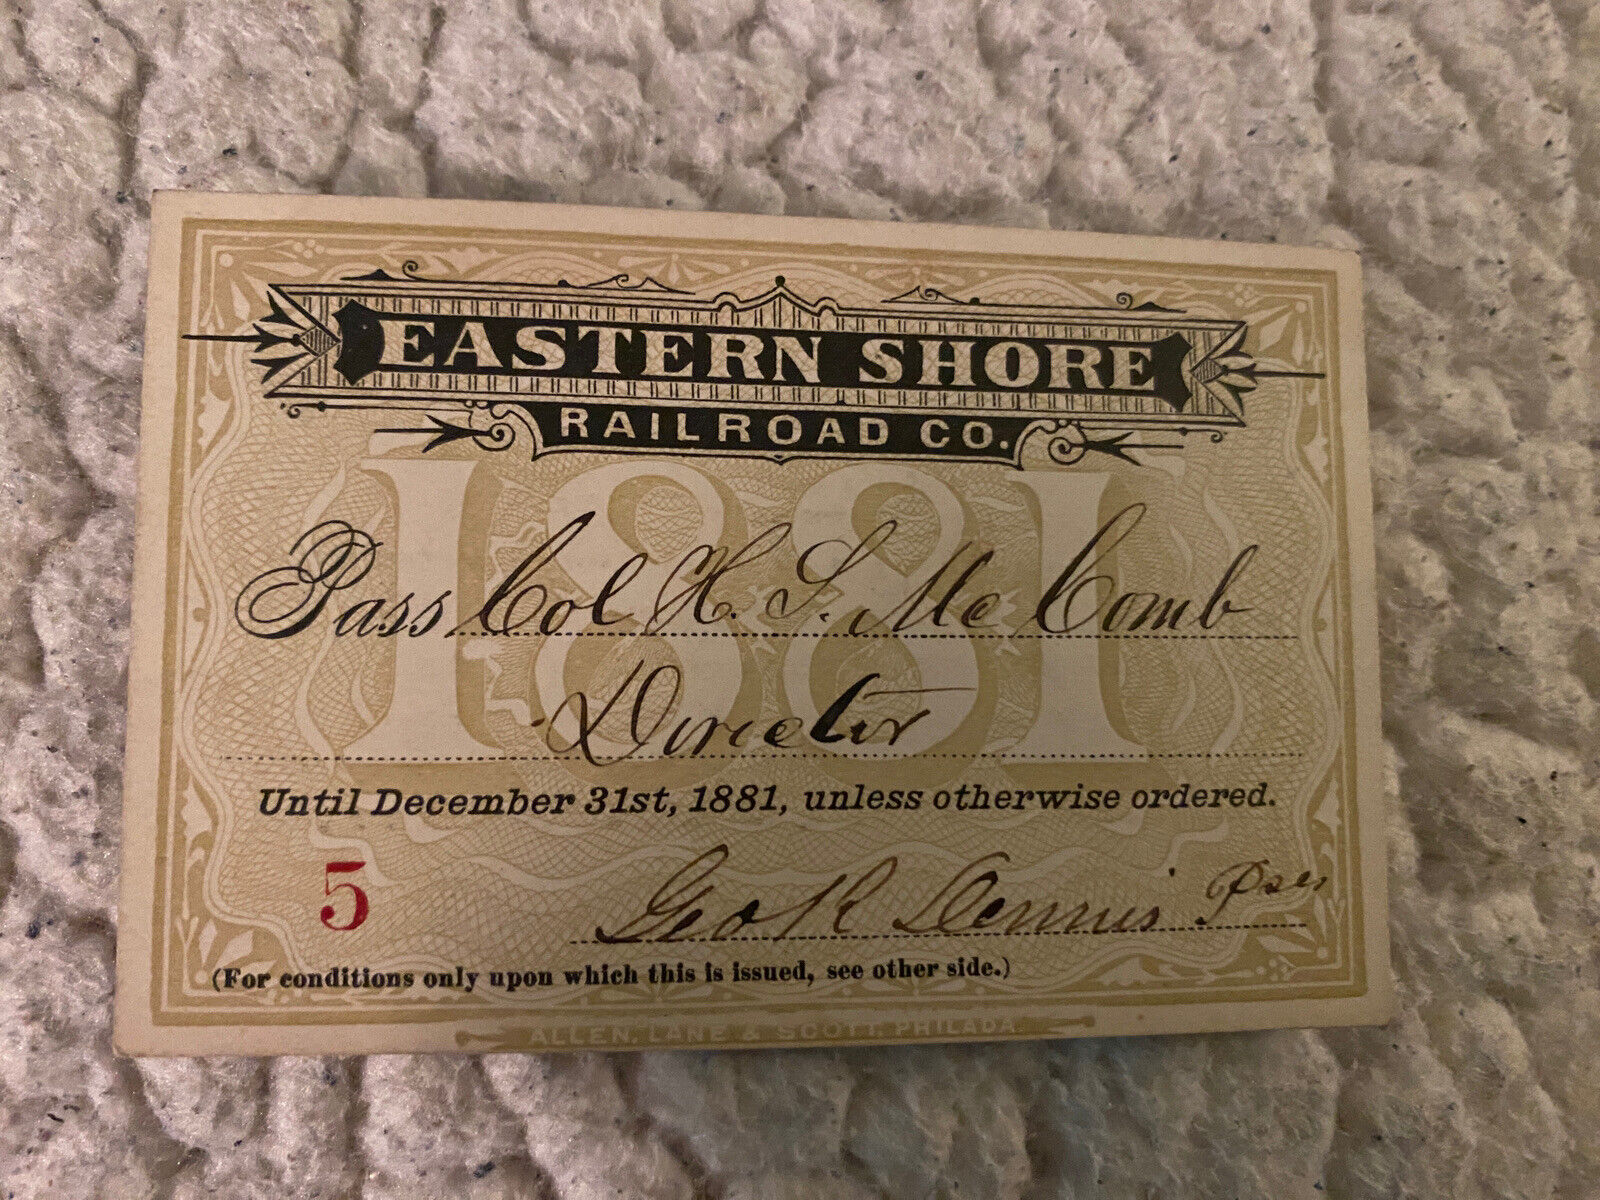 EASTERN SHORE
RAILROAD CO.
1881
Pass Col H. S. Mc Comb
Director
Until December 31st, 1881, unless otherwise ordered.
5
Geo R Dennis Pres
(For conditions only upon which this is issued, see other side.)
ALLEN, LANE & SCOTT, PHILADA.